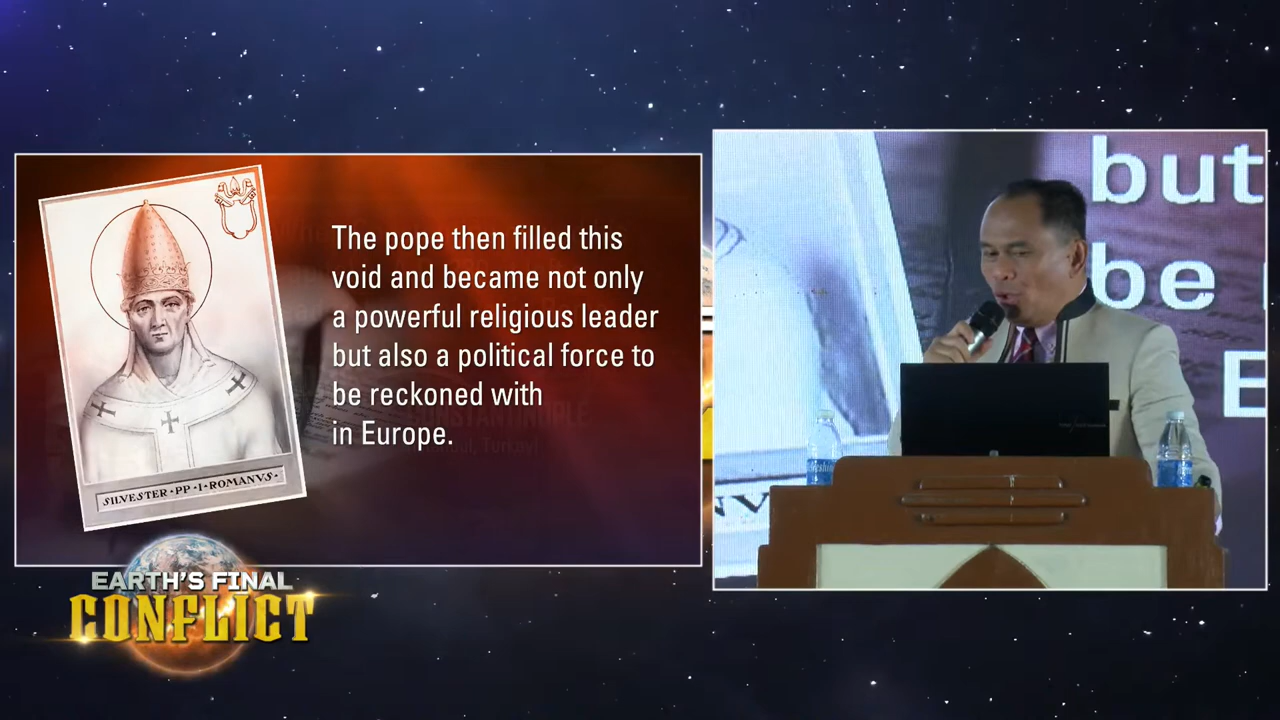 The pope then filled this
void and became not only
a powerful religious leader
but also a political force to
be reckoned with
in Europe.
SILVESTER·PP·I·ROMANVS·
EARTH'S FINAL
CONFLICT
but
be
E
NV